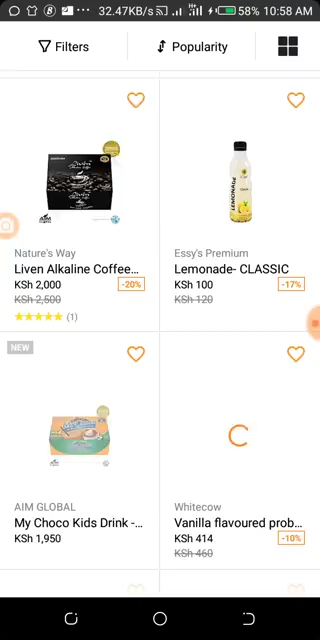 32.47KB/s 58% 10:58 AM
Filters
Popularity
LEMONADE
Nature's Way
Liven Alkaline Coffee...
KSh 2,000
-20%
KSh 2,500
(1)
Essy's Premium
Lemonade- CLASSIC
KSh 100
-17%
KSh 120
NEW
AIM GLOBAL
My Choco Kids Drink -...
KSh 1,950
Whitecow
Vanilla flavoured prob...
KSh 414
-10%
KSh 460